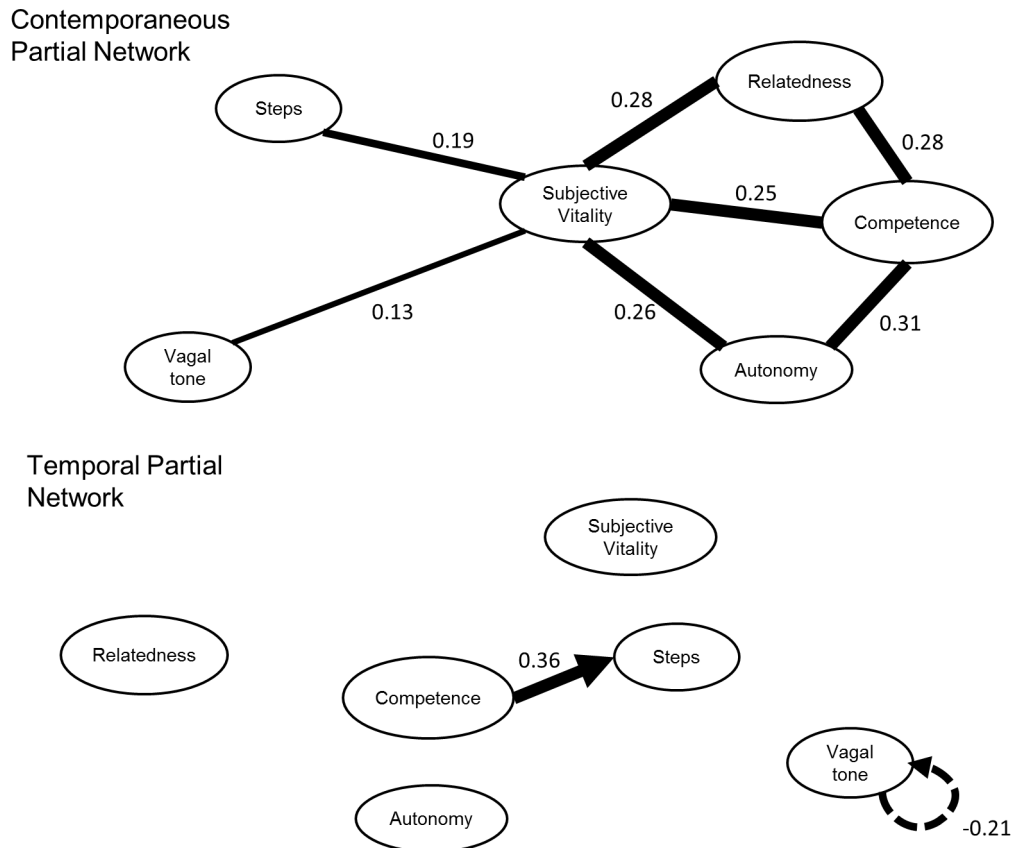 Contemporaneous
Partial Network
Relatedness
Steps
0.28
0.19
0.28
Subjective
Vitality
0.25
Competence
0.13
0.26
0.31
Vagal
tone
Autonomy
Temporal Partial
Network
Subjective
Vitality
Relatedness
0.36
Steps
Competence
Vagal
tone
Autonomy
-0.21